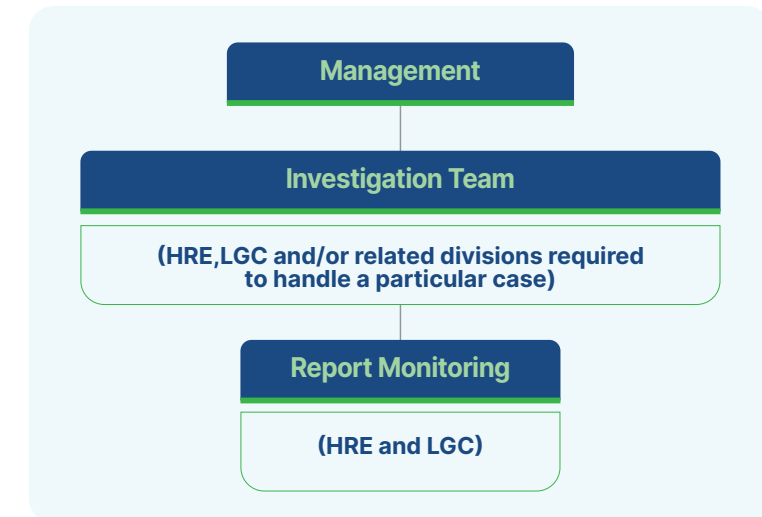 Management
Investigation Team
(HRE,LGC and/or related divisions required
to handle a particular case)
Report Monitoring
(HRE and LGC)